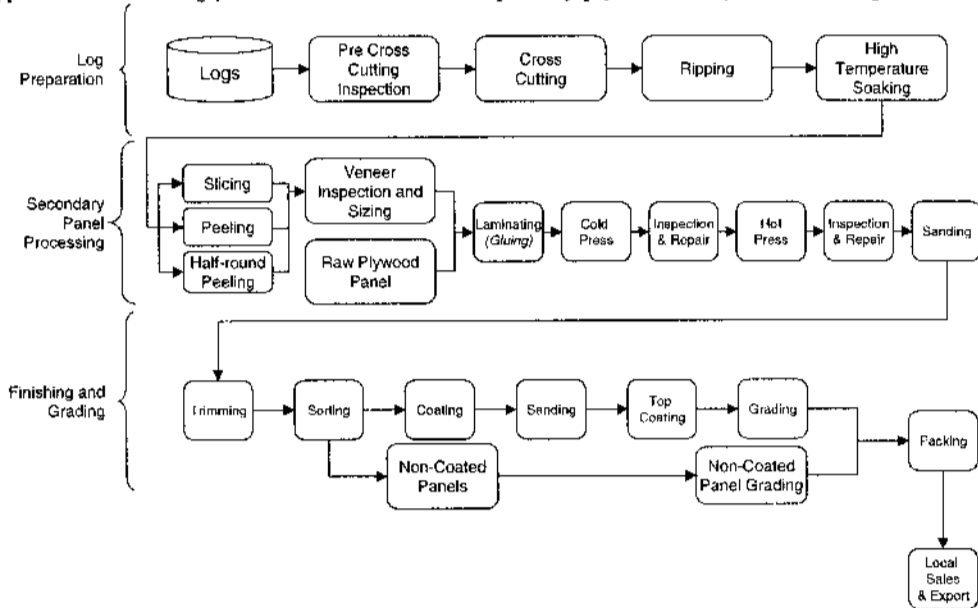 Log
Preparation
Logs
Pre Cross
Cutting
Inspection
Cross
Cutting
Ripping
High
Temperature
Soaking
Secondary
Panel
Processing
Slicing
Peeling
Half-round
Peeling
Veneer
Inspection and
Sizing
Raw Plywood
Panel
Laminating
(Gluing)
Cold
Press
Inspection
& Repair
Hot
Press
Inspection
& Repair
Sanding
Finishing and
Grading
Trimming
Sorting
Coating
Sanding
Top
Coating
Grading
Non-Coated
Panels
Non-Coated
Panel Grading
Packing
Local
Sales
& Export